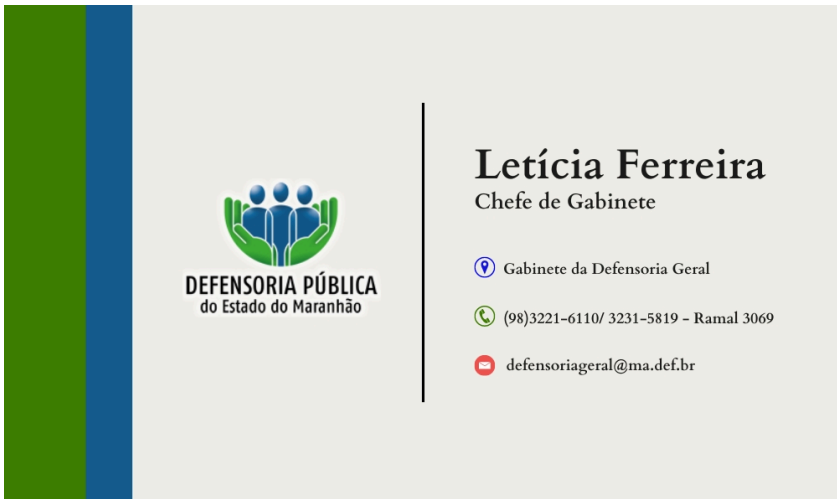 DEFENSORIA PÚBLICA
do Estado do Maranhão
Letícia Ferreira
Chefe de Gabinete
Gabinete da Defensoria Geral
(98)3221-6110/ 3231-5819 - Ramal 3069
defensoriageral@ma.def.br